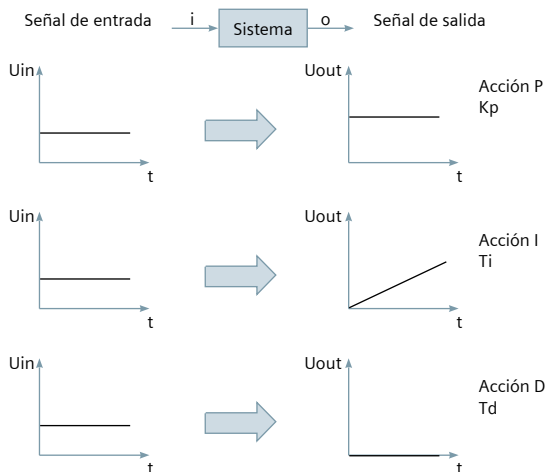 Señal de entrada i Sistema o Señal de salida
Uin Uout
Acción P
Kp
t t
Uin Uout
Acción I
Ti
t t
Uin Uout
Acción D
Td
t t